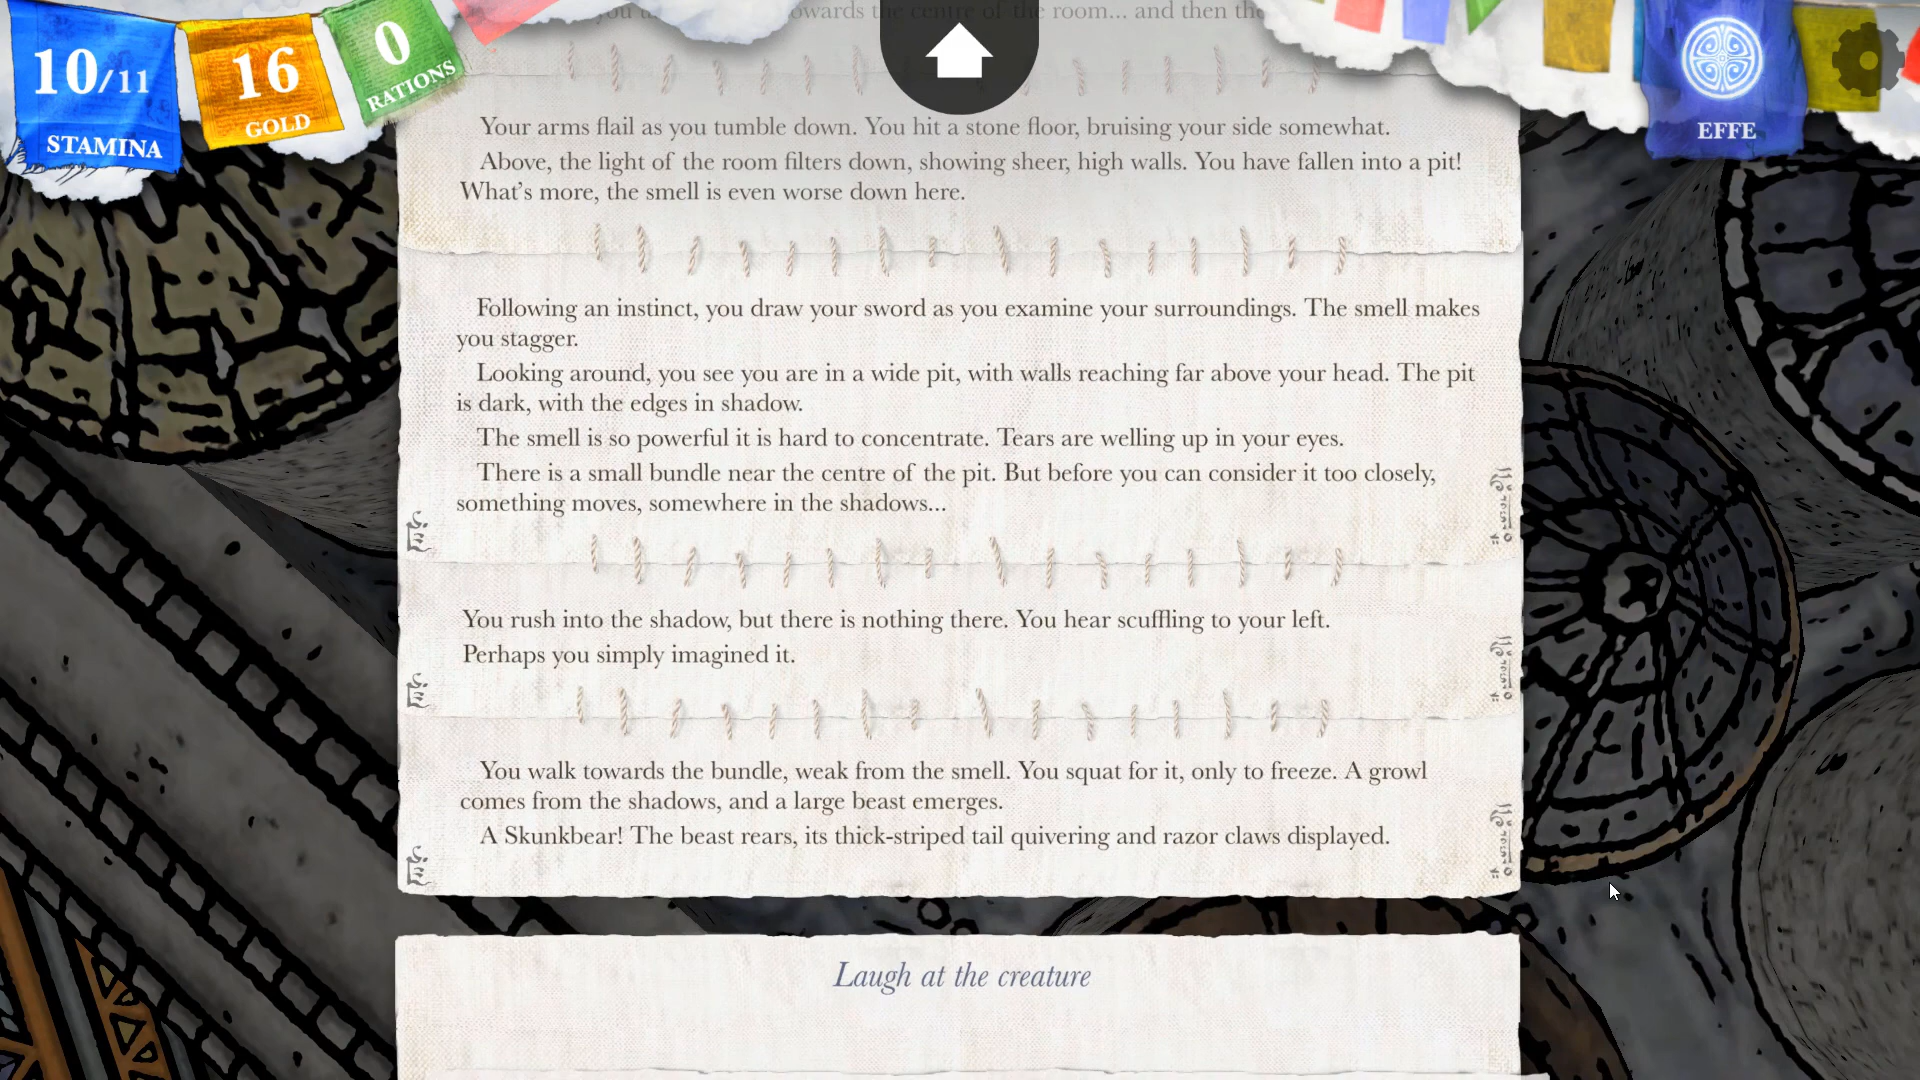 10/11
STAMINA
16
GOLD
0
RATIONS
EFFE
owards the centre of the room... and then the
Your arms flail as you tumble down. You hit a stone floor, bruising your side somewhat.
Above, the light of the room filters down, showing sheer, high walls. You have fallen into a pit!
What's more, the smell is even worse down here.
Following an instinct, you draw your sword as you examine your surroundings. The smell makes
you stagger.
Looking around, you see you are in a wide pit, with walls reaching far above your head. The pit
is dark, with the edges in shadow.
The smell is so powerful it is hard to concentrate. Tears are welling up in your eyes.
There is a small bundle near the centre of the pit. But before you can consider it too closely,
something moves, somewhere in the shadows...
You rush into the shadow, but there is nothing there. You hear scuffling to your left.
Perhaps you simply imagined it.
You walk towards the bundle, weak from the smell. You squat for it, only to freeze. A growl
comes from the shadows, and a large beast emerges.
A Skunkbear! The beast rears, its thick-striped tail quivering and razor claws displayed.
Laugh at the creature